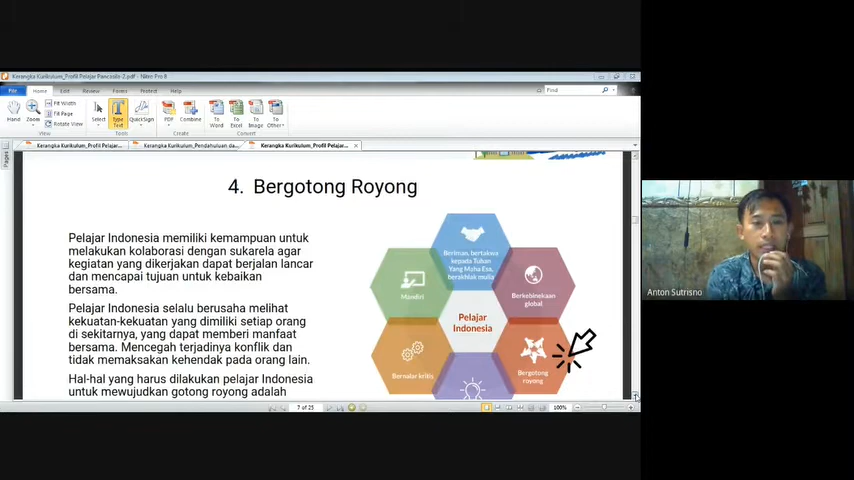 Kerangka Kurikulum_Profil Pelajar Pancasila-2.pdf - Nitro Pro 8
File Home Edit Review Forms Protect Help
Find
Hand Zoom Fit Width
Fit Page
Rotate View
Select Type Text QuickSign PDF Combine To Word To Excel To Image To Other
View Tools Create Convert
Kerangka Kurikulum_Profil Pelajar... Kerangka Kurikulum_Pendahuluan da... Kerangka Kurikulum_Profil Pelajar...
Pages
4. Bergotong Royong
Pelajar Indonesia memiliki kemampuan untuk
melakukan kolaborasi dengan sukarela agar
kegiatan yang dikerjakan dapat berjalan lancar
dan mencapai tujuan untuk kebaikan
bersama.
Pelajar Indonesia selalu berusaha melihat
kekuatan-kekuatan yang dimiliki setiap orang
di sekitarnya, yang dapat memberi manfaat
bersama. Mencegah terjadinya konflik dan
tidak memaksakan kehendak pada orang lain.
Hal-hal yang harus dilakukan pelajar Indonesia
untuk mewujudkan gotong royong adalah
Beriman, bertakwa
kepada Tuhan
Yang Maha Esa,
berakhlak mulia
Mandiri
Berkebinekaan
global
Pelajar
Indonesia
Bernalar kritis
Bergotong
royong
7 of 25
100%
Anton Sutrisno